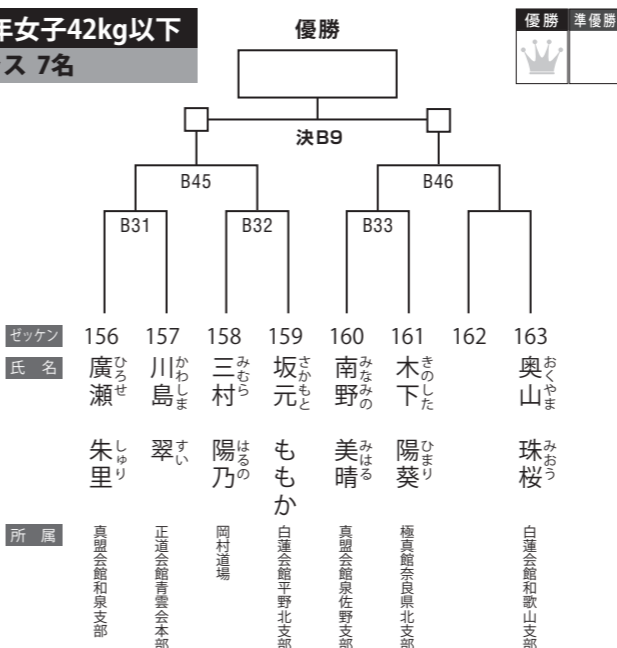 年女子42kg以下
ス 7名
優勝
優勝 準優勝
決B9
B45 B46
B31 B32 B33
ゼッケン 156 157 158 159 160 161 162 163
氏名
廣瀬 朱里 ひろせ しゅり
川島 翠 かわしま すい
三村 陽乃 みむら はるの
坂元 ももか さかもと
南野 美晴 みなみの みはる
木下 陽葵 きのした ひまり
奥山 珠桜 おくやま みおう
所属
真盟会館和泉支部
正道会館青雲会本部
岡村道場
白蓮会館平野北支部
真盟会館泉佐野支部
極真館奈良県北支部
白蓮会館和歌山支部